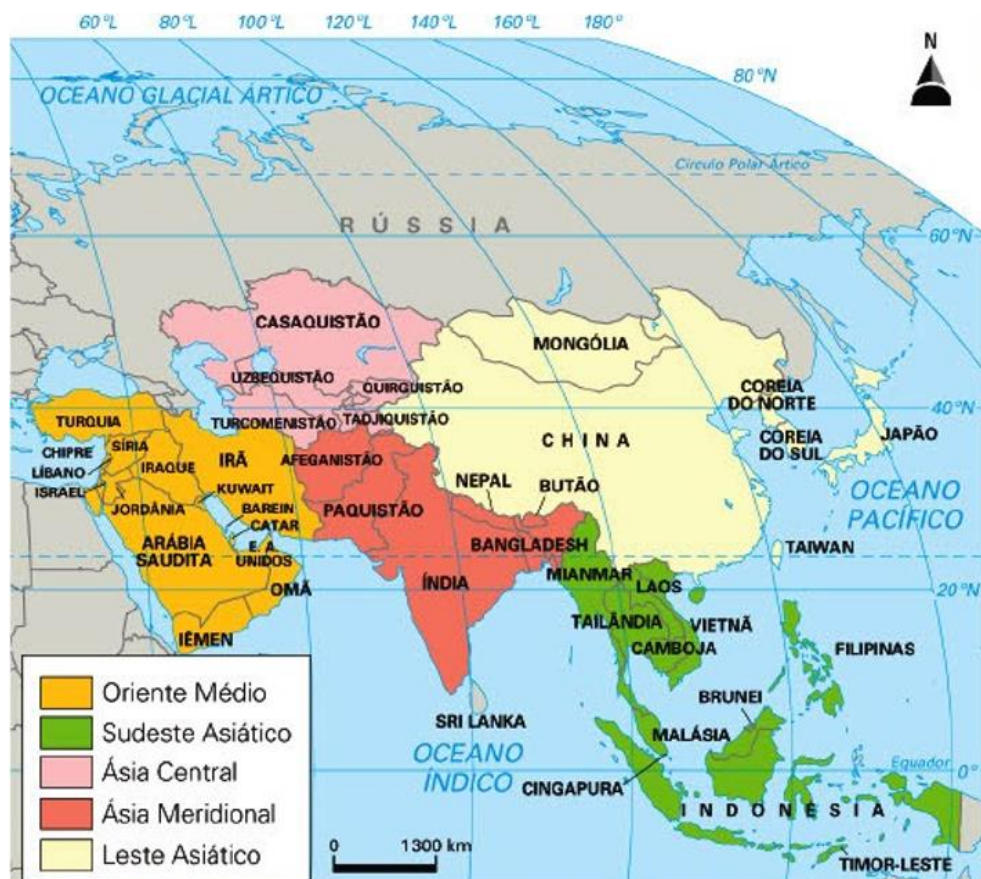 60°L 80°L 100°L 120°L 140°L 160°L 180°
N
80°N
OCEANO GLACIAL ÁRTICO
Círculo Polar Ártico
RÚSSIA
60°N
CASAQUISTÃO
MONGÓLIA
UZBEQUISTÃO
QUIRGUISTÃO
COREIA
DO NORTE
40°N
TURQUIA
TURCOMENISTÃO
TADJIQUISTÃO
CHINA
COREIA
DO SUL
JAPÃO
CHIPRE
SÍRIA
IRÃ
AFEGANISTÃO
LÍBANO
IRAQUE
ISRAEL
KUWAIT
NEPAL
BUTÃO
OCEANO
PACÍFICO
JORDÂNIA
BAREIN
PAQUISTÃO
CATAR
ARÁBIA
SAUDITA
E. A.
UNIDOS
BANGLADESH
TAIWAN
OMÃ
ÍNDIA
MIANMAR
LAOS
20°N
IÊMEN
TAILÂNDIA
VIETNÃ
CAMBOJA
FILIPINAS
Oriente Médio
Sudeste Asiático
Ásia Central
Ásia Meridional
Leste Asiático
SRI LANKA
BRUNEI
MALÁSIA
OCEANO
ÍNDICO
CINGAPURA
Equador
0°
INDONESIA
0 1300 km
TIMOR-LESTE